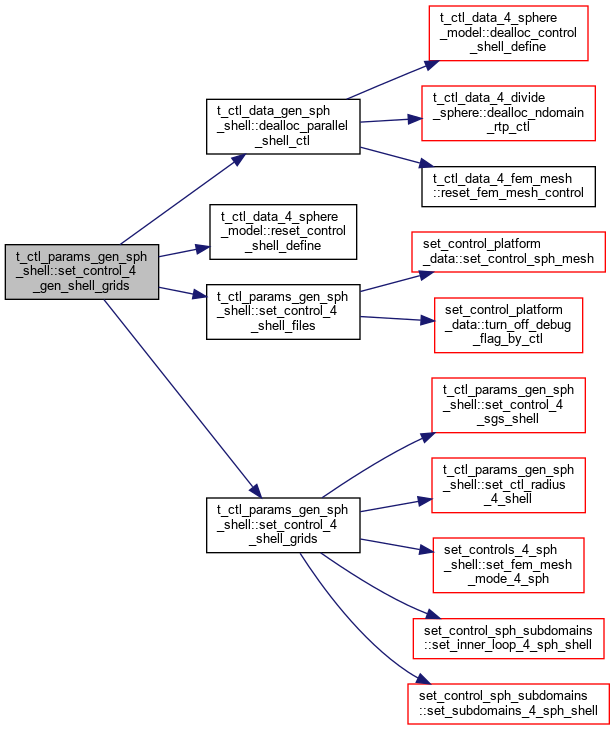 t_ctl_params_gen_sph
_shell::set_control_4
_gen_shell_grids
t_ctl_data_gen_sph
_shell::dealloc_parallel
_shell_ctl
t_ctl_data_4_sphere
_model::dealloc_control
_shell_define
t_ctl_data_4_divide
_sphere::dealloc_ndomain
_rtp_ctl
t_ctl_data_4_fem_mesh
::reset_fem_mesh_control
t_ctl_data_4_sphere
_model::reset_control
_shell_define
t_ctl_params_gen_sph
_shell::set_control_4
_shell_files
set_control_platform
_data::set_control_sph_mesh
set_control_platform
_data::turn_off_debug
_flag_by_ctl
t_ctl_params_gen_sph
_shell::set_control_4
_shell_grids
t_ctl_params_gen_sph
_shell::set_control_4
_sgs_shell
t_ctl_params_gen_sph
_shell::set_ctl_radius
_4_shell
set_controls_4_sph
_shell::set_fem_mesh
_mode_4_sph
set_control_sph_subdomains
::set_inner_loop_4_sph_shell
set_control_sph_subdomains
::set_subdomains_4_sph_shell